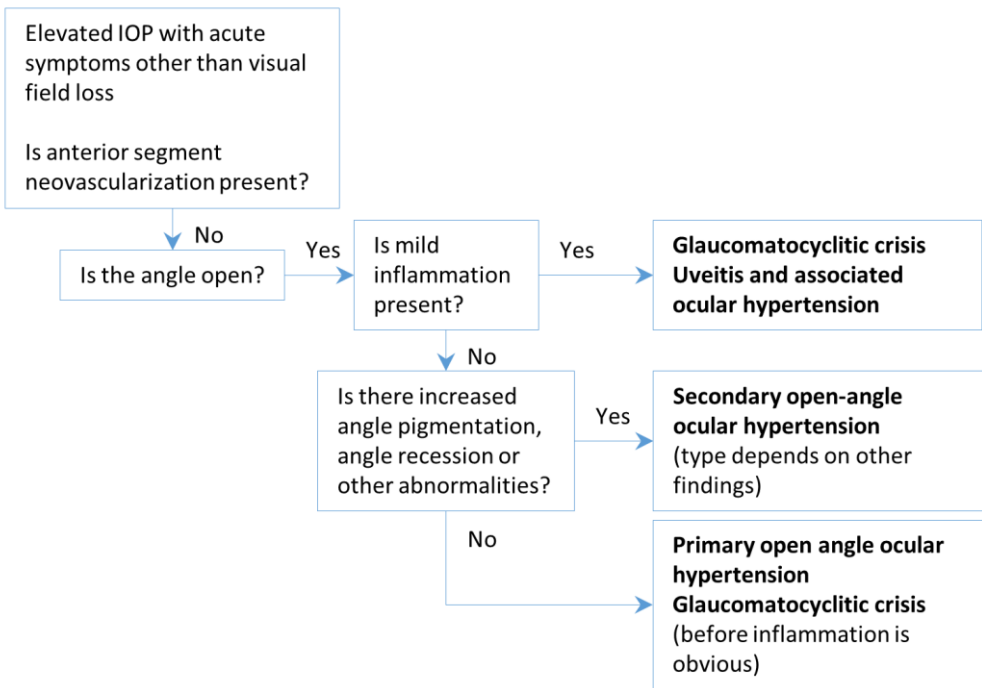 Elevated IOP with acute
symptoms other than visual
field loss
Is anterior segment
neovascularization present?
No
Is the angle open?
Yes
Is mild
inflammation
present?
Yes
Glaucomatocyclitic crisis
Uveitis and associated
ocular hypertension
No
Is there increased
angle pigmentation,
angle recession or
other abnormalities?
Yes
Secondary open-angle
ocular hypertension
(type depends on other
findings)
No
Primary open angle ocular
hypertension
Glaucomatocyclitic crisis
(before inflammation is
obvious)